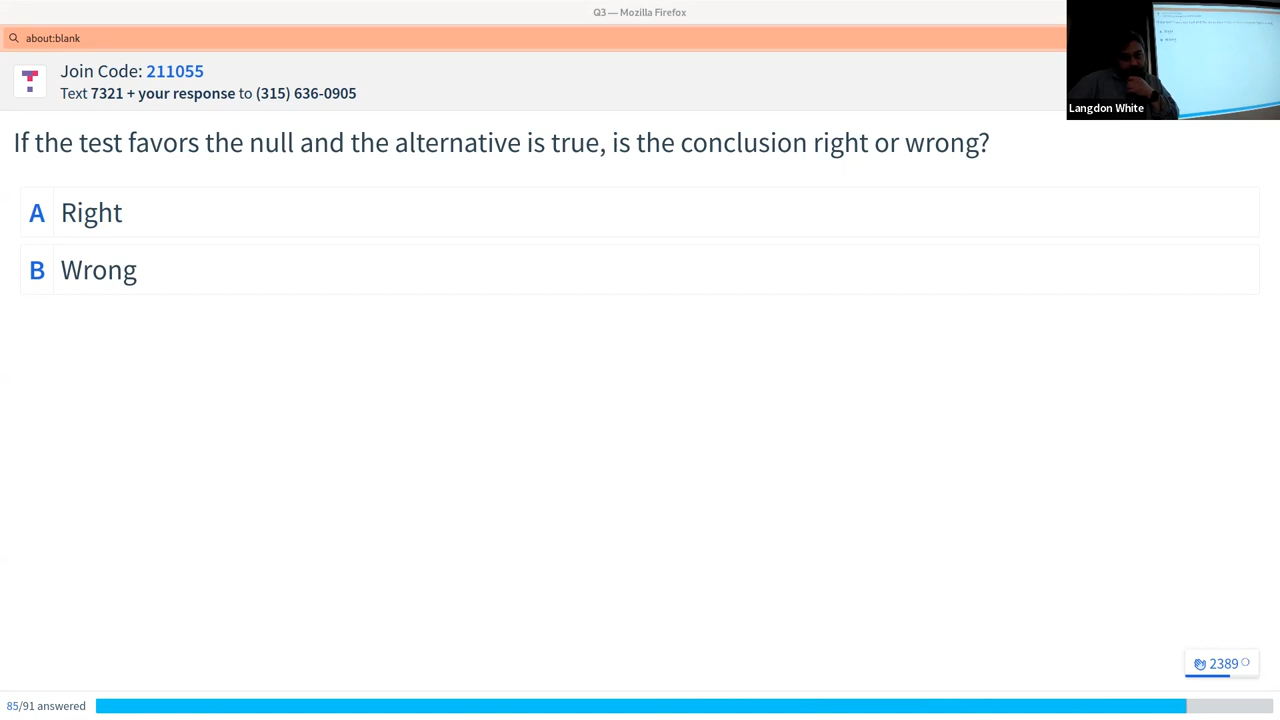 Q3 — Mozilla Firefox
about:blank
Join Code: 211055
Text 7321 + your response to (315) 636-0905
Langdon White
If the test favors the null and the alternative is true, is the conclusion right or wrong?
A Right
B Wrong
2389
85/91 answered